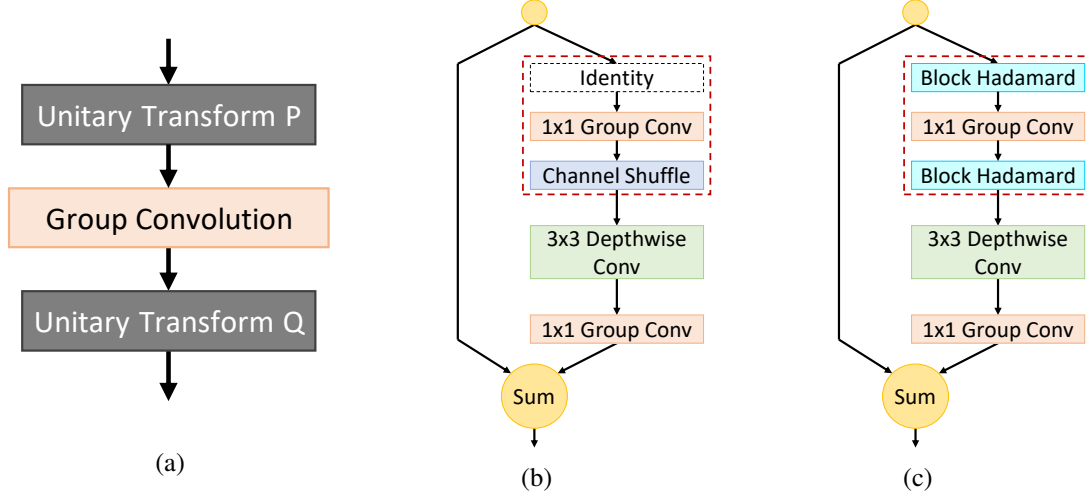 Unitary Transform P
Group Convolution
Unitary Transform Q
(a)
Identity
1x1 Group Conv
Channel Shuffle
3x3 Depthwise
Conv
1x1 Group Conv
Sum
(b)
Block Hadamard
1x1 Group Conv
Block Hadamard
3x3 Depthwise
Conv
1x1 Group Conv
Sum
(c)